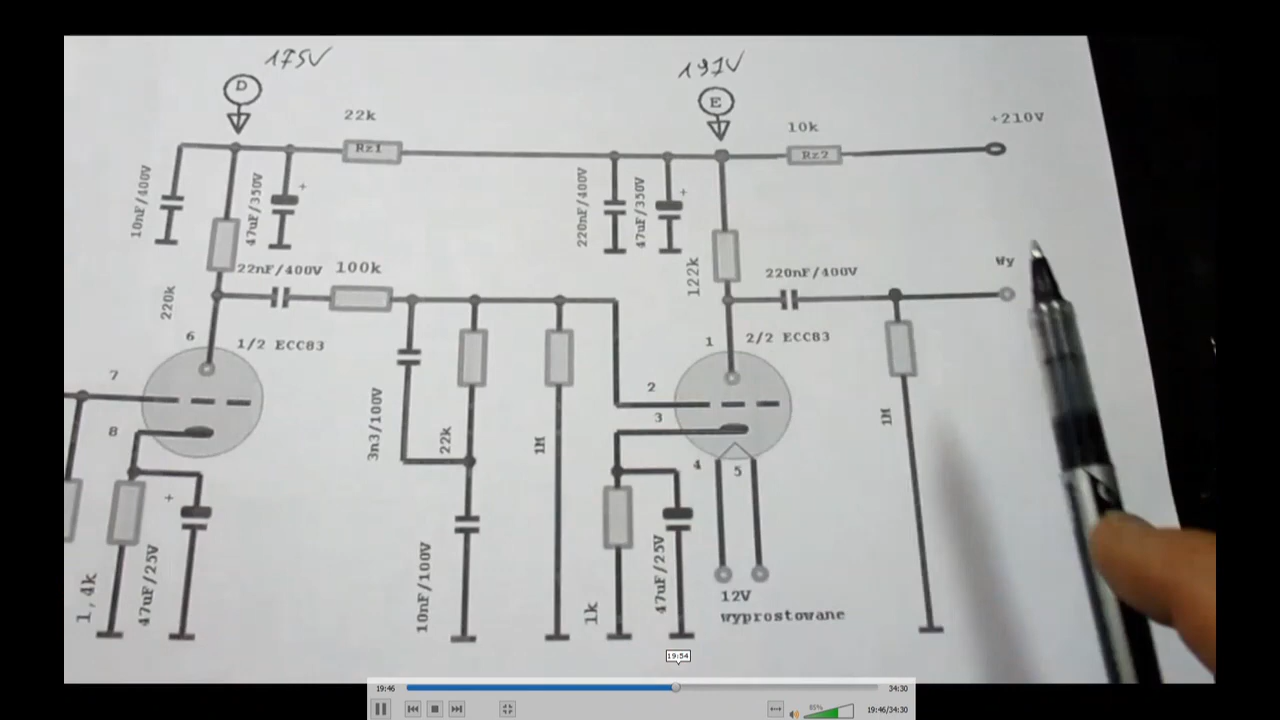 175V
197V
D
E
22k
10k
+210V
Rz1
Rz2
10nF/400V
47uF/350V
+
220nF/400V
47uF/350V
+
22nF/400V
100k
122k
220nF/400V
Wy
220k
6
1/2 ECC83
1
2/2 ECC83
7
2
3
8
3n3/100V
22k
1M
1M
4
5
+
1,4k
47uF/25V
10nF/100V
1k
47uF/25V
12V
wyprostowane
19:54
19:46
34:30
85%
19:46/34:30